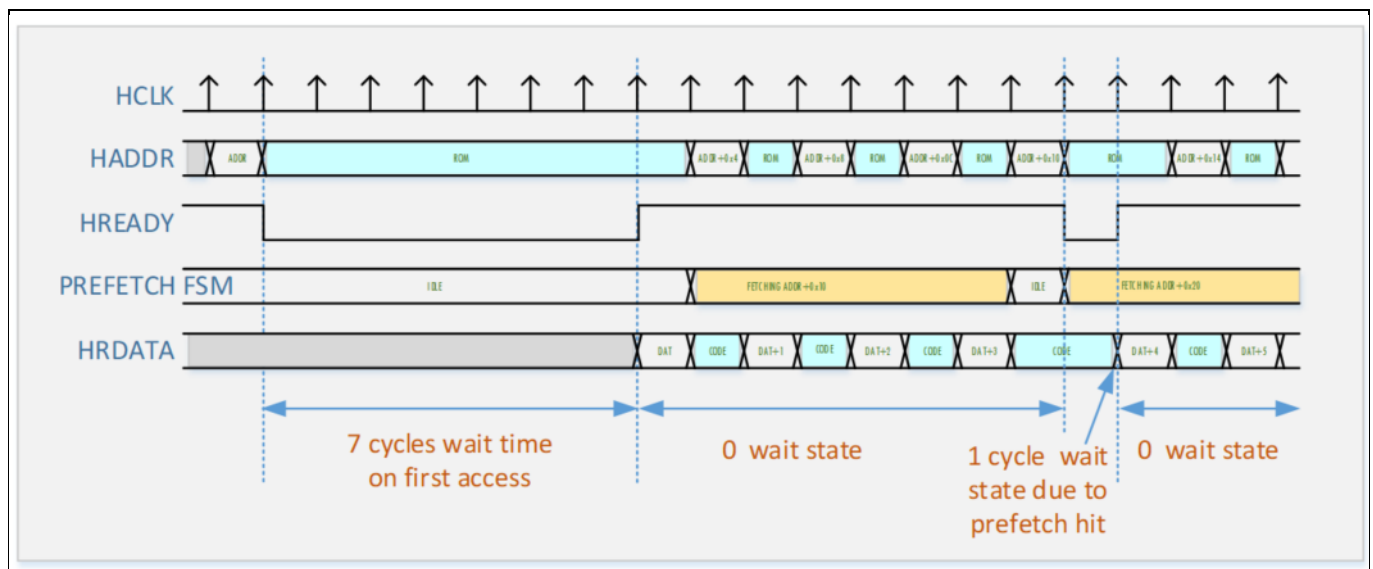 HCLK
HADDR
ADDR ROM ADDR+0x4 ROM ADDR+0x8 ROM ADDR+0x0C ROM ADDR+0x10 ROM ADDR+0x14 ROM
HREADY
PREFETCH FSM
IDLE FETCHING ADDR+0x10 IDLE FETCHING ADDR+0x20
HRDATA
DAT CODE DAT+1 CODE DAT+2 CODE DAT+3 CODE DAT+4 CODE DAT+5
7 cycles wait time
on first access
0 wait state
1 cycle wait
state due to
prefetch hit
0 wait state